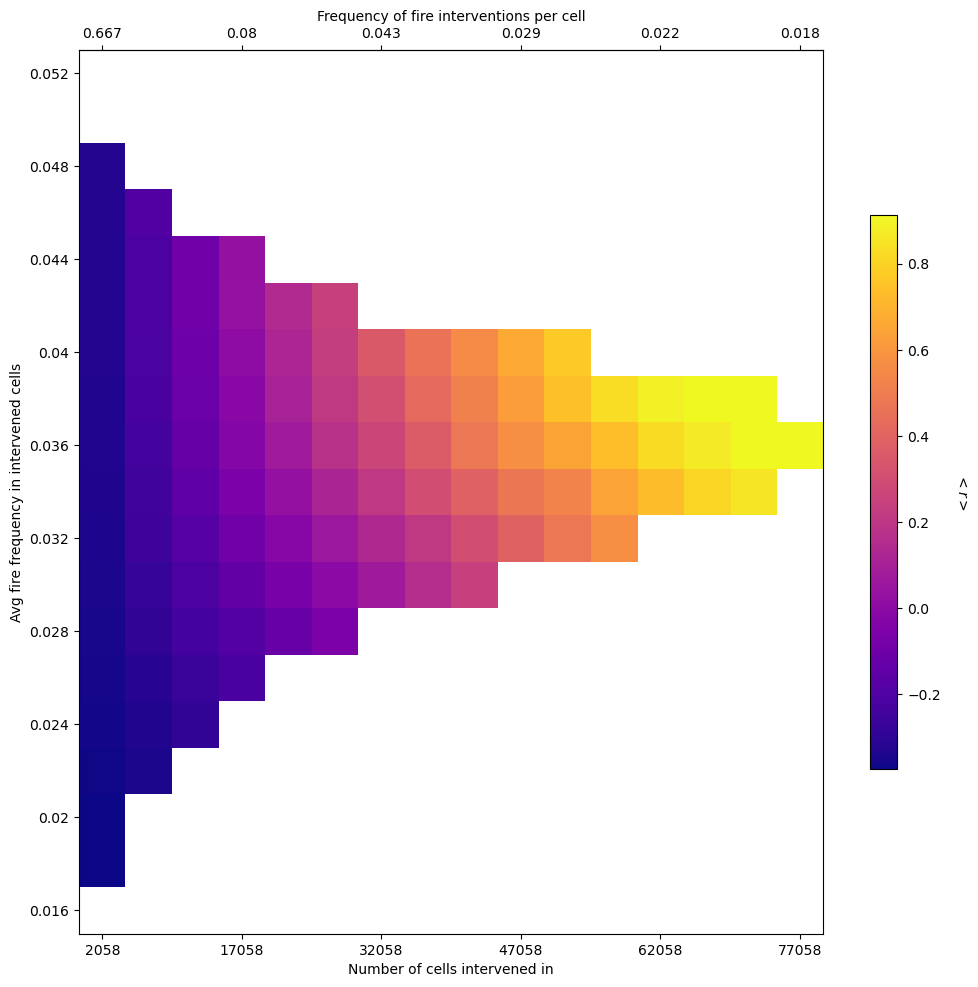 Frequency of fire interventions per cell
0.667 0.08 0.043 0.029 0.022 0.018
0.052
0.048
0.044
0.04
0.036
0.032
0.028
0.024
0.02
0.016
Avg fire frequency in intervened cells
2058 17058 32058 47058 62058 77058
Number of cells intervened in
0.8
0.6
0.4
0.2
0.0
−0.2
< r >